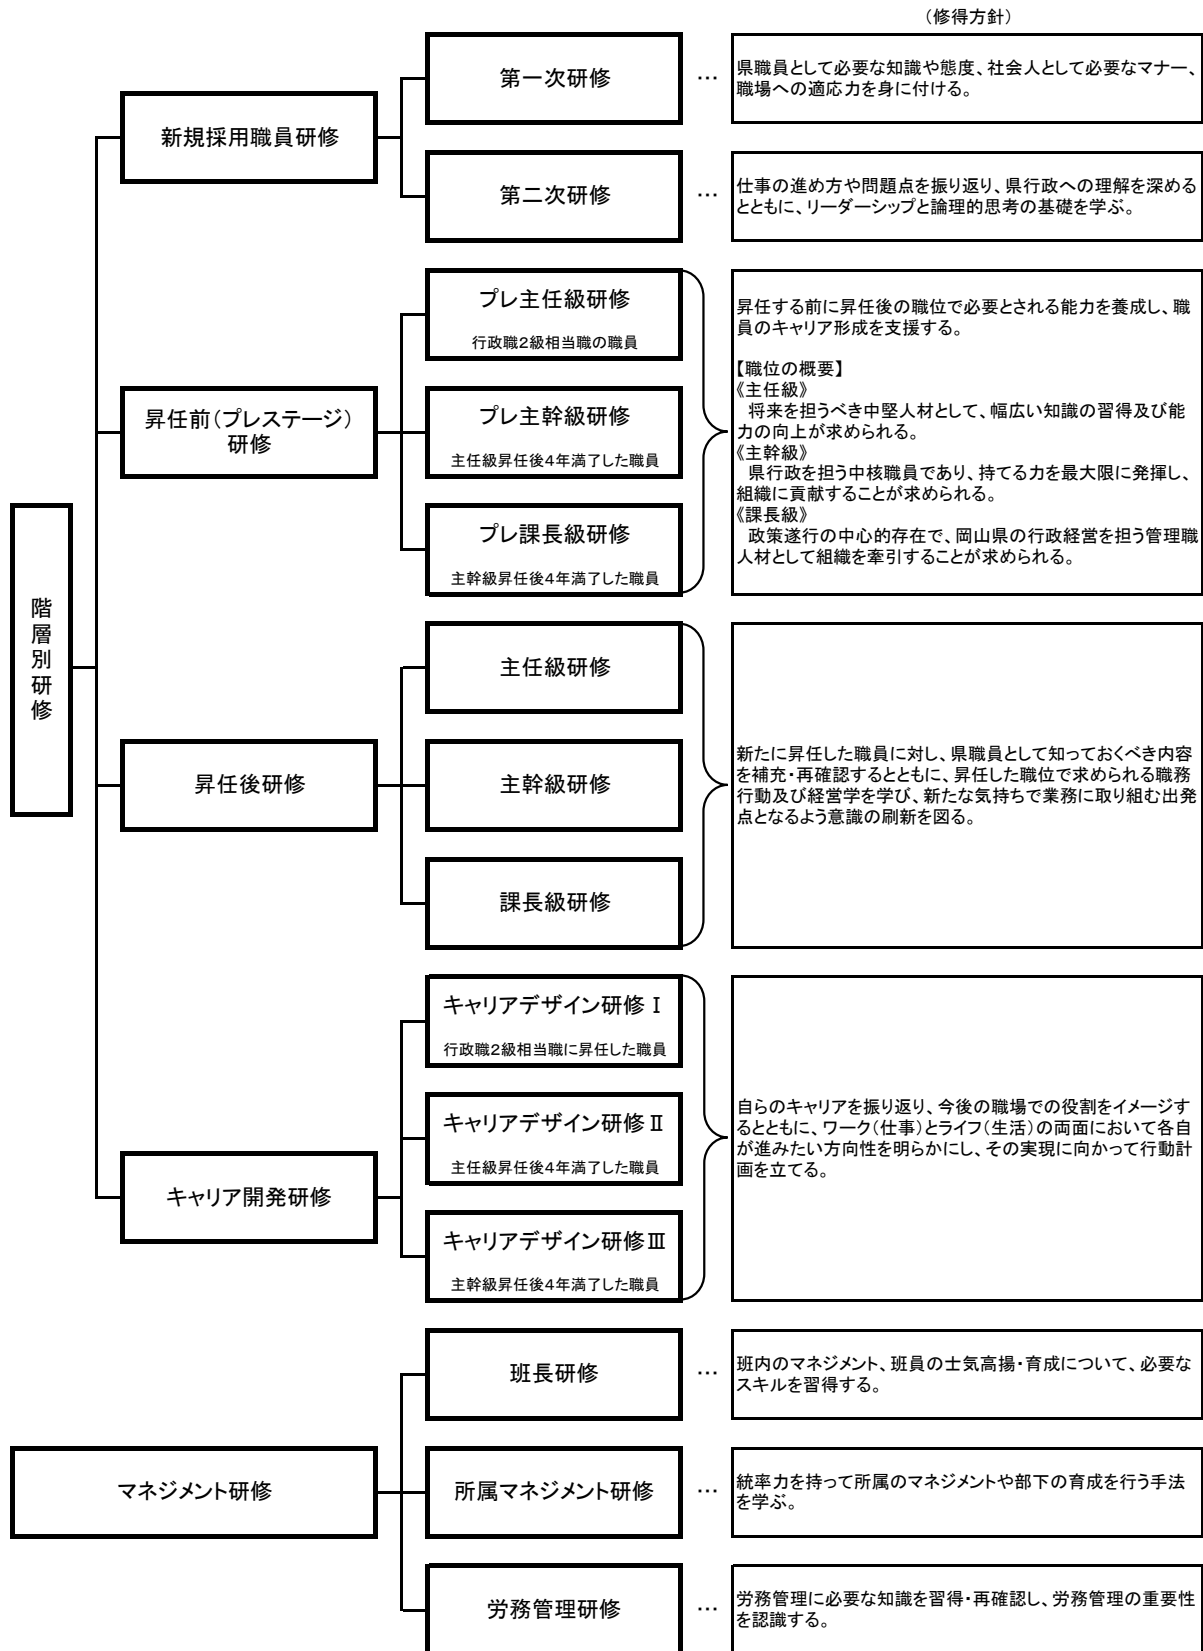 （修得方針）
階層別研修
新規採用職員研修
第一次研修
…
県職員として必要な知識や態度、社会人として必要なマナー、
職場への適応力を身に付ける。
第二次研修
…
仕事の進め方や問題点を振り返り、県行政への理解を深める
とともに、リーダーシップと論理的思考の基礎を学ぶ。
昇任前（プレステージ）
研修
プレ主任級研修
行政職2級相当職の職員
プレ主幹級研修
主任級昇任後4年満了した職員
プレ課長級研修
主幹級昇任後4年満了した職員
昇任する前に昇任後の職位で必要とされる能力を養成し、職
員のキャリア形成を支援する。
【職位の概要】
《主任級》
将来を担うべき中堅人材として、幅広い知識の習得及び能
力の向上が求められる。
《主幹級》
県行政を担う中核職員であり、持てる力を最大限に発揮し、
組織に貢献することが求められる。
《課長級》
政策遂行の中心的存在で、岡山県の行政経営を担う管理職
人材として組織を牽引することが求められる。
昇任後研修
主任級研修
主幹級研修
課長級研修
新たに昇任した職員に対し、県職員として知っておくべき内容
を補充・再確認するとともに、昇任した職位で求められる職務
行動及び経営学を学び、新たな気持ちで業務に取り組む出発
点となるよう意識の刷新を図る。
キャリア開発研修
キャリアデザイン研修Ⅰ
行政職2級相当職に昇任した職員
キャリアデザイン研修Ⅱ
主任級昇任後4年満了した職員
キャリアデザイン研修Ⅲ
主幹級昇任後4年満了した職員
自らのキャリアを振り返り、今後の職場での役割をイメージす
るとともに、ワーク（仕事）とライフ（生活）の両面において各自
が進みたい方向性を明らかにし、その実現に向かって行動計
画を立てる。
マネジメント研修
班長研修
…
班内のマネジメント、班員の士気高揚・育成について、必要な
スキルを習得する。
所属マネジメント研修
…
統率力を持って所属のマネジメントや部下の育成を行う手法
を学ぶ。
労務管理研修
…
労務管理に必要な知識を習得・再確認し、労務管理の重要性
を認識する。